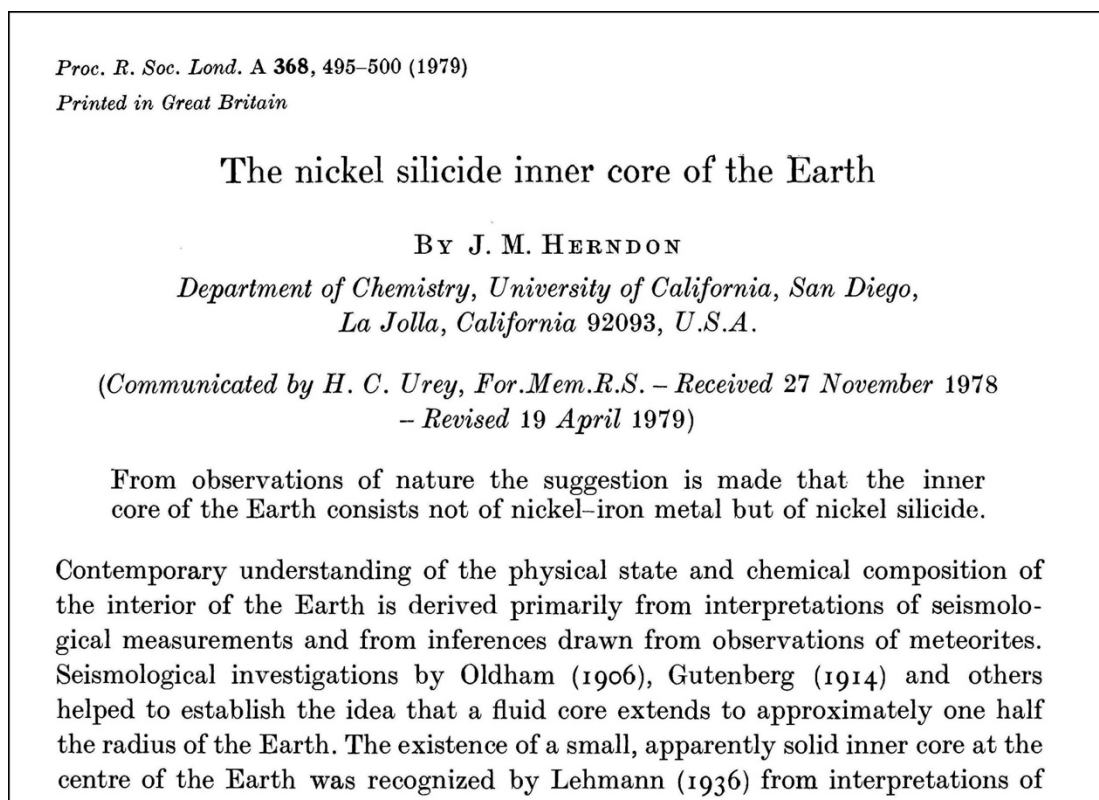 Proc. R. Soc. Lond. A 368, 495–500 (1979)
Printed in Great Britain
The nickel silicide inner core of the Earth
By J. M. Herndon
Department of Chemistry, University of California, San Diego,
La Jolla, California 92093, U.S.A.
(Communicated by H. C. Urey, For.Mem.R.S. – Received 27 November 1978
– Revised 19 April 1979)
From observations of nature the suggestion is made that the inner
core of the Earth consists not of nickel–iron metal but of nickel silicide.
Contemporary understanding of the physical state and chemical composition of
the interior of the Earth is derived primarily from interpretations of seismolo-
gical measurements and from inferences drawn from observations of meteorites.
Seismological investigations by Oldham (1906), Gutenberg (1914) and others
helped to establish the idea that a fluid core extends to approximately one half
the radius of the Earth. The existence of a small, apparently solid inner core at the
centre of the Earth was recognized by Lehmann (1936) from interpretations of